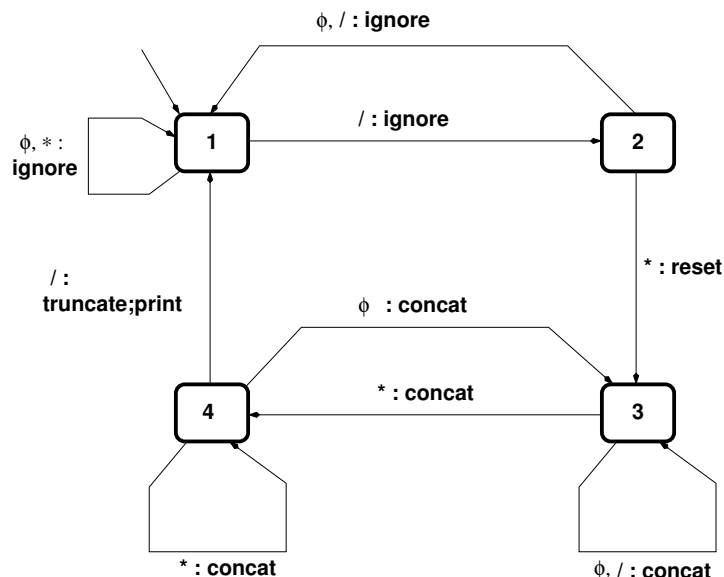 ϕ, / : ignore
/ : ignore
1
2
ϕ, * :
ignore
* : reset
/ :
truncate;print
ϕ : concat
* : concat
4
3
* : concat
ϕ, / : concat